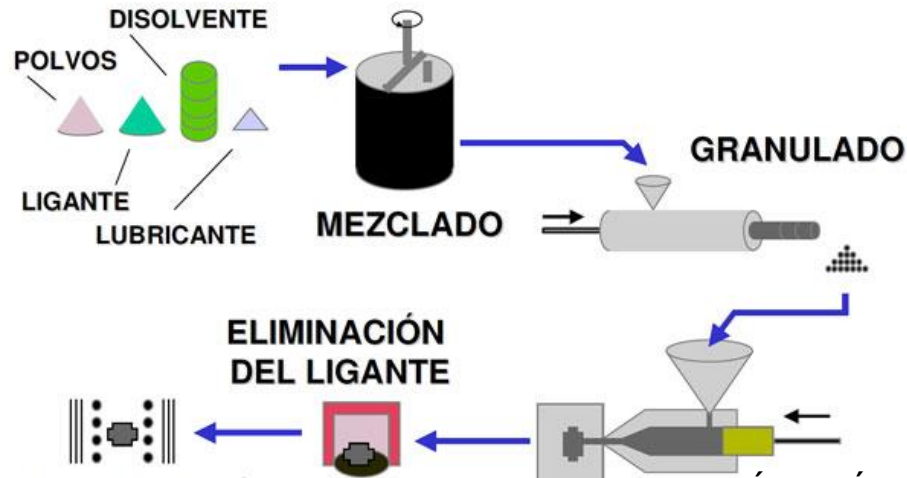 DISOLVENTE
POLVOS
LIGANTE
LUBRICANTE
MEZCLADO
GRANULADO
ELIMINACIÓN
DEL LIGANTE